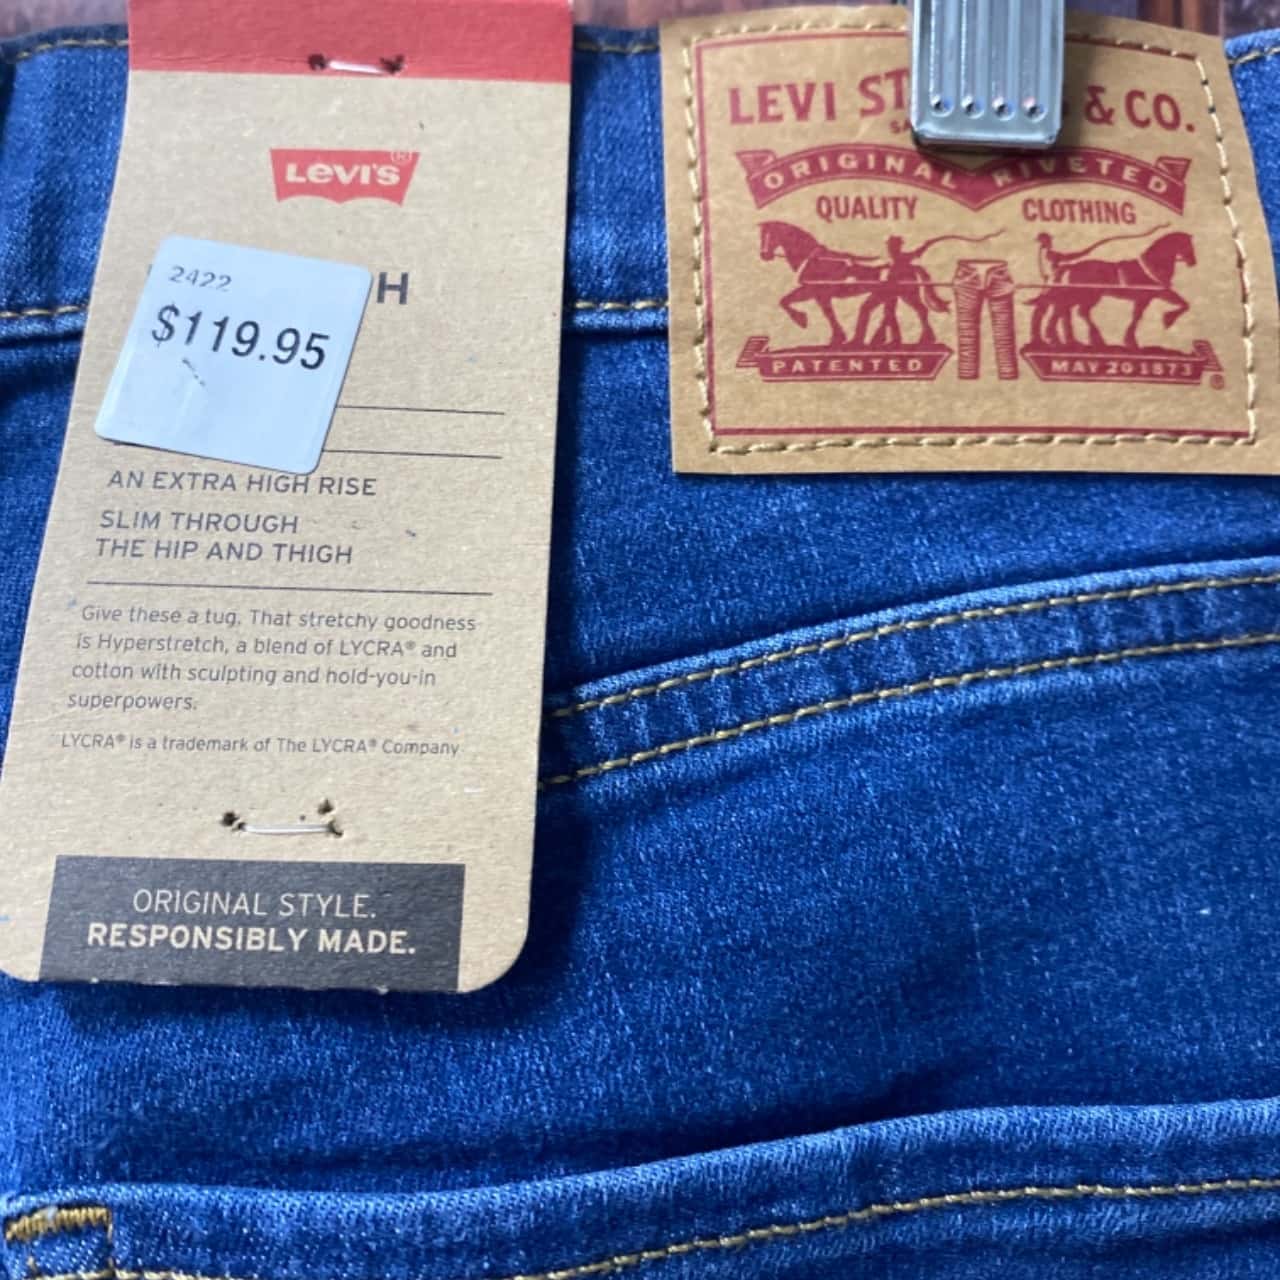 LEVI'S®
2422
$119.95
H
AN EXTRA HIGH RISE
SLIM THROUGH
THE HIP AND THIGH
Give these a tug. That stretchy goodness
is Hyperstretch, a blend of LYCRA® and
cotton with sculpting and hold-you-in
superpowers.
LYCRA® is a trademark of The LYCRA® Company
ORIGINAL STYLE.
RESPONSIBLY MADE.
LEVI & CO.
ORIGINAL RIVETED
QUALITY CLOTHING
PATENTED MAY 20 1873 ®